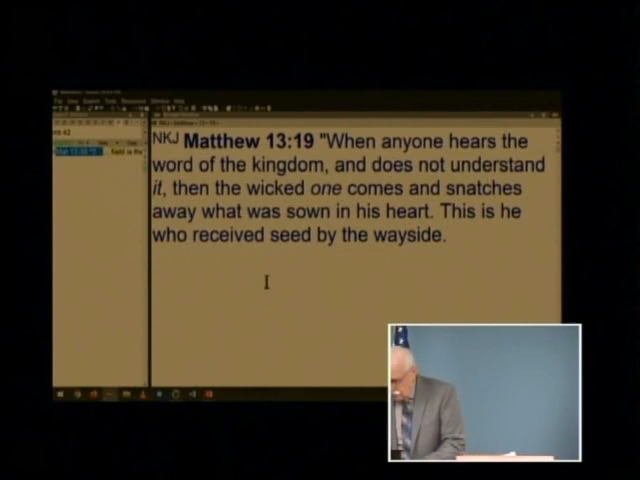 NKJ Matthew 13:19 "When anyone hears the
word of the kingdom, and does not understand
it, then the wicked one comes and snatches
away what was sown in his heart. This is he
who received seed by the wayside.